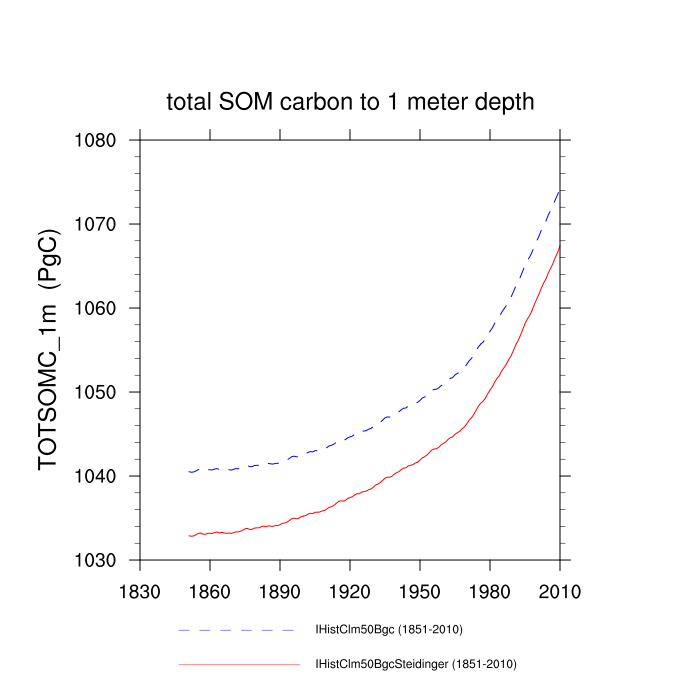 total SOM carbon to 1 meter depth
1080
1070
1060
1050
1040
1030
TOTSOMC_1m (PgC)
1830 1860 1890 1920 1950 1980 2010
IHistClm50Bgc (1851-2010)
IHistClm50BgcSteidinger (1851-2010)